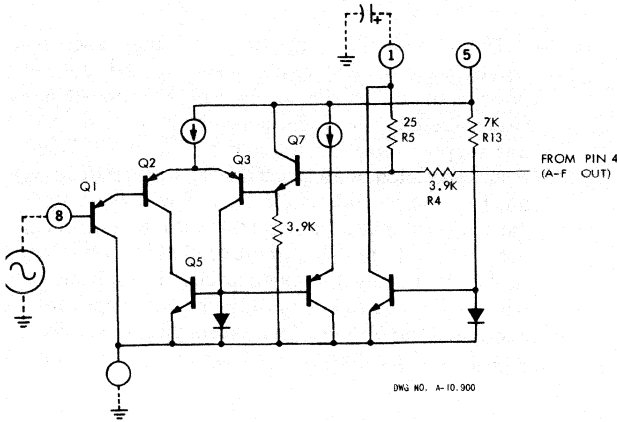 +
1
5
25
R5
7K
R13
Q7
Q2
Q3
Q1
FROM PIN 4
(A-F OUT)
3.9K
R4
8
3.9K
Q5
DWG NO. A-10,900